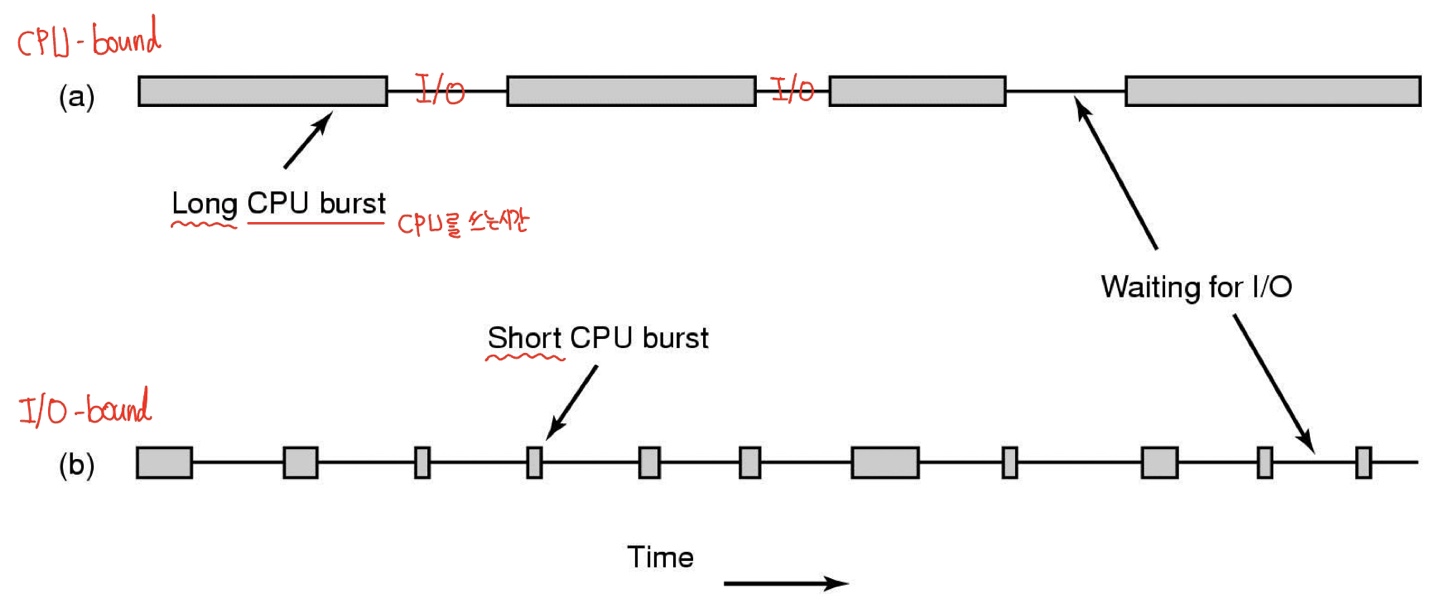 CPU-bound
(a)
I/O
I/O
Long CPU burst
CPU를 쓰는시간
Waiting for I/O
Short CPU burst
I/O-bound
(b)
Time